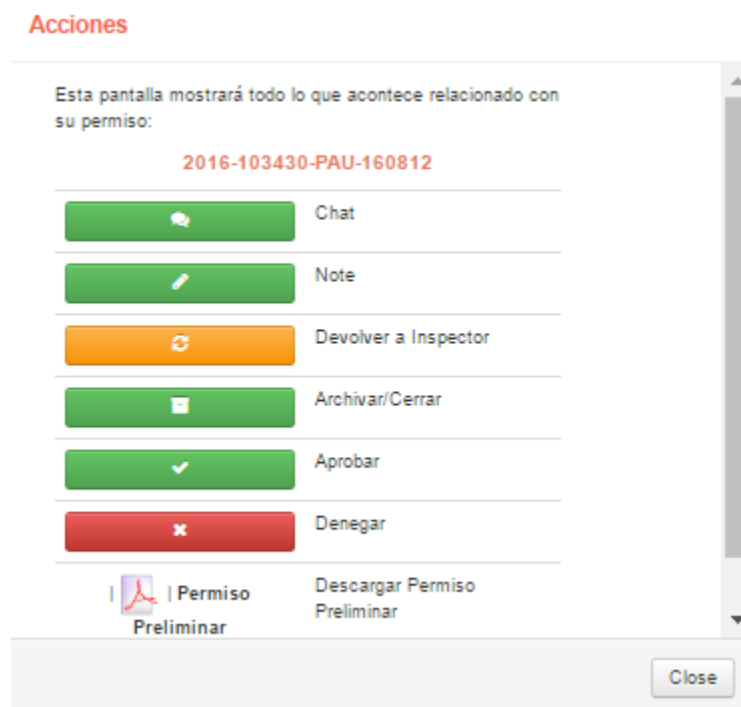 Acciones
Esta pantalla mostrará todo lo que acontece relacionado con
su permiso:
2016-103430-PAU-160812
Chat
Note
Devolver a Inspector
Archivar/Cerrar
Aprobar
Denegar
| | Permiso
Preliminar
Descargar Permiso
Preliminar
Close